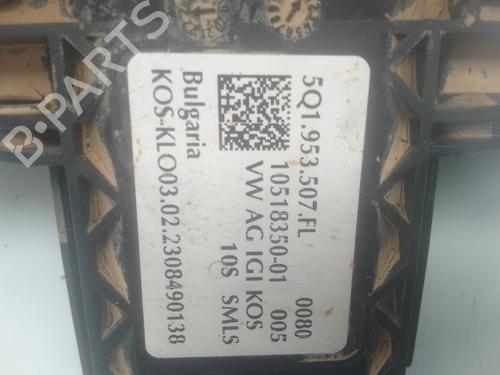 5Q1.953.507.FL 0080
10518350-01 005
VW AG IGI KOS
10S SMLS
Bulgaria
KOS-KLO03.02.2308490138
B-PARTS